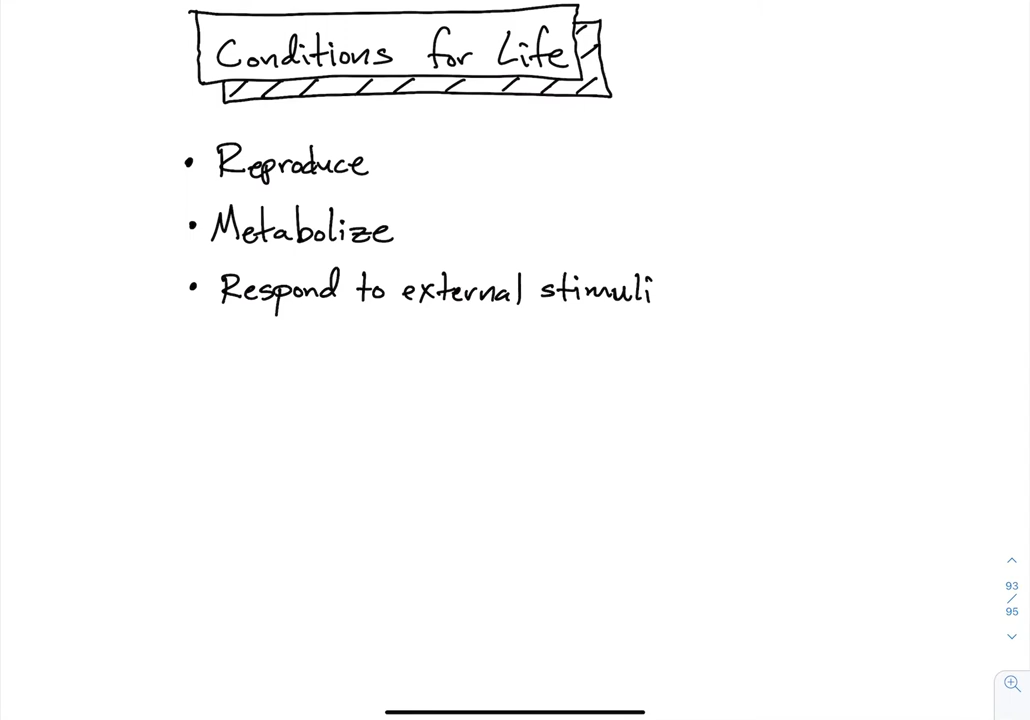 Conditions for Life
• Reproduce
• Metabolize
• Respond to external stimuli
93
/
95